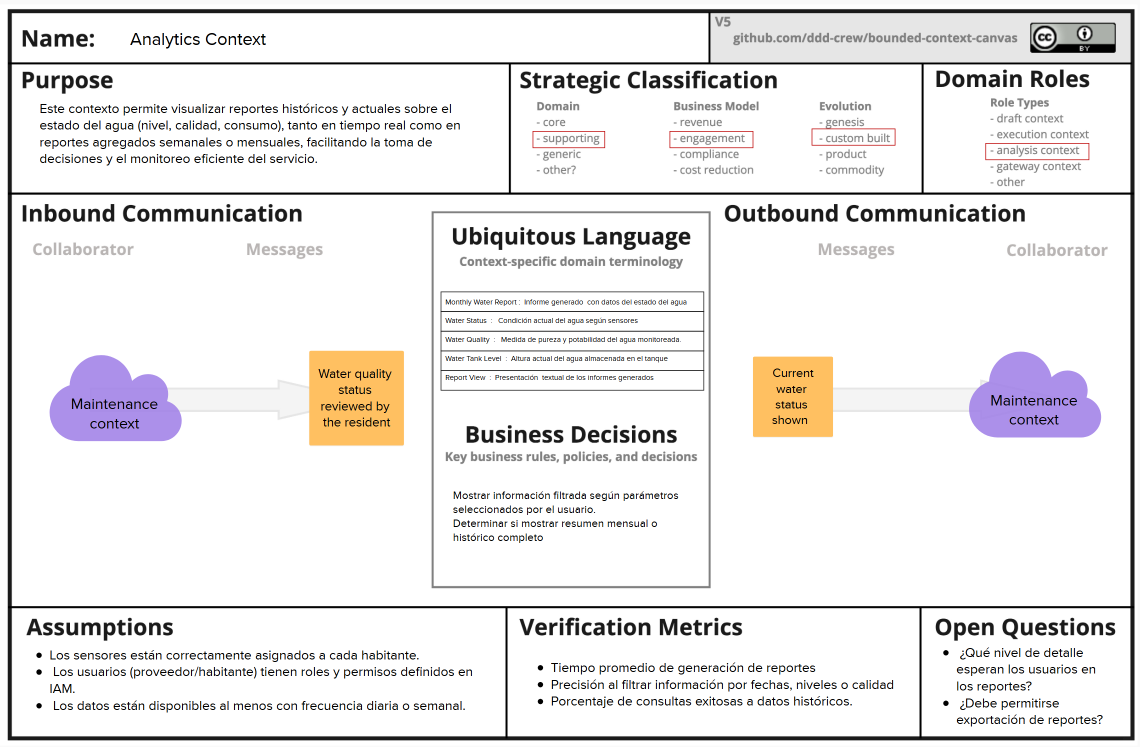 Name: Analytics Context
V5
github.com/ddd-crew/bounded-context-canvas
CC BY
Purpose
Este contexto permite visualizar reportes históricos y actuales sobre el
estado del agua (nivel, calidad, consumo), tanto en tiempo real como en
reportes agregados semanales o mensuales, facilitando la toma de
decisiones y el monitoreo eficiente del servicio.
Strategic Classification
Domain
- core
- supporting
- generic
- other?
Business Model
- revenue
- engagement
- compliance
- cost reduction
Evolution
- genesis
- custom built
- product
- commodity
Domain Roles
Role Types
- draft context
- execution context
- analysis context
- gateway context
- other
Inbound Communication
Collaborator
Messages
Maintenance
context
Water quality
status
reviewed by
the resident
Ubiquitous Language
Context-specific domain terminology
Monthly Water Report : Informe generado con datos del estado del agua
Water Status : Condición actual del agua según sensores
Water Quality : Medida de pureza y potabilidad del agua monitoreada.
Water Tank Level : Altura actual del agua almacenada en el tanque
Report View : Presentación textual de los informes generados
Business Decisions
Key business rules, policies, and decisions
Mostrar información filtrada según parámetros
seleccionados por el usuario.
Determinar si mostrar resumen mensual o
histórico completo
Outbound Communication
Messages
Collaborator
Current
water
status
shown
Maintenance
context
Assumptions
• Los sensores están correctamente asignados a cada habitante.
• Los usuarios (proveedor/habitante) tienen roles y permisos definidos en
IAM.
• Los datos están disponibles al menos con frecuencia diaria o semanal.
Verification Metrics
• Tiempo promedio de generación de reportes
• Precisión al filtrar información por fechas, niveles o calidad
• Porcentaje de consultas exitosas a datos históricos.
Open Questions
• ¿Qué nivel de detalle
esperan los usuarios en
los reportes?
• ¿Debe permitirse
exportación de reportes?